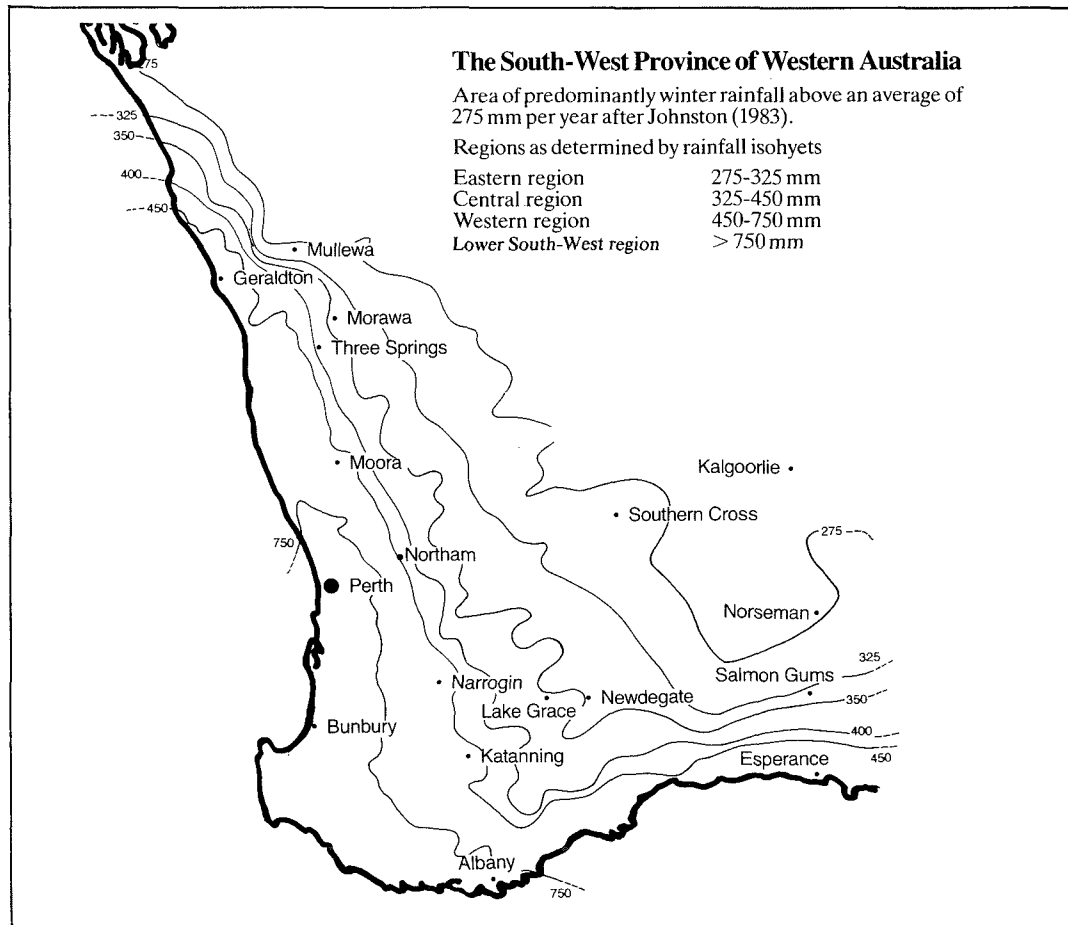 The South-West Province of Western Australia
Area of predominantly winter rainfall above an average of
275 mm per year after Johnston (1983).
Regions as determined by rainfall isohyets
Eastern region 275-325 mm
Central region 325-450 mm
Western region 450-750 mm
Lower South-West region > 750 mm
275
325
350
400
450
Mullewa
Geraldton
Morawa
Three Springs
Moora
Kalgoorlie
Southern Cross
275
750
Northam
Perth
Norseman
325
Salmon Gums
Narrogin
350
Lake Grace
Newdegate
Bunbury
400
Katanning
Esperance
450
Albany
750